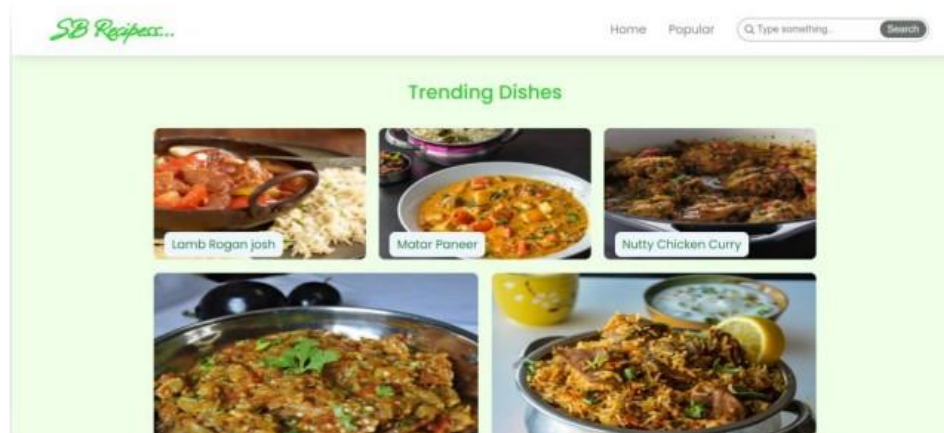 SB Recipess...
Home Popular Type something.. Search
Trending Dishes
Lamb Rogan josh Matar Paneer Nutty Chicken Curry